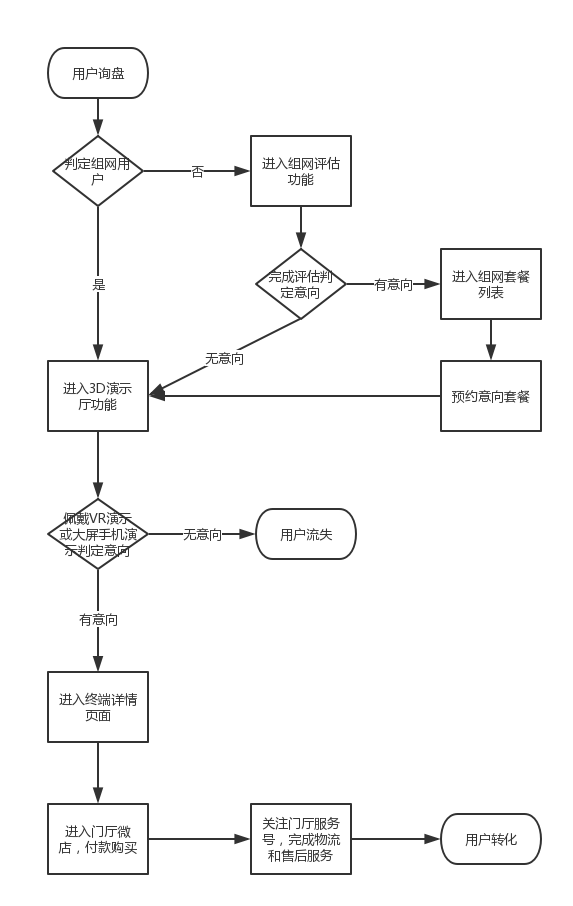 用户询盘
判定组网用
户
否
进入组网评估
功能
是
完成评估判
定意向
有意向
进入组网套餐
列表
无意向
进入3D演示
厅功能
预约意向套餐
佩戴VR演示
或大屏手机演
示判定意向
无意向
用户流失
有意向
进入终端详情
页面
进入门厅微
店，付款购买
关注门厅服务
号，完成物流
和售后服务
用户转化